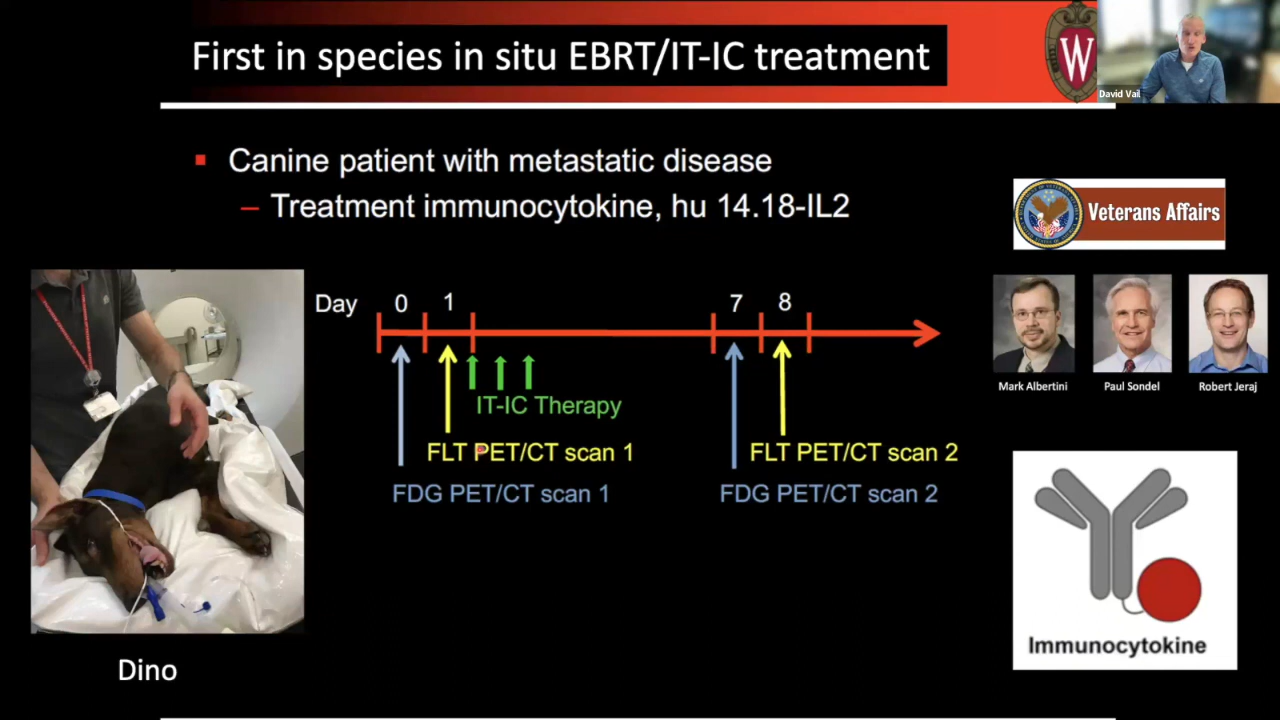 First in species in situ EBRT/IT-IC treatment
W
David Vail
▪ Canine patient with metastatic disease
– Treatment immunocytokine, hu 14.18-IL2
Veterans Affairs
Day 0 1 7 8
IT-IC Therapy
FLT PET/CT scan 1
FLT PET/CT scan 2
FDG PET/CT scan 1
FDG PET/CT scan 2
Mark Albertini
Paul Sondel
Robert Jeraj
Immunocytokine
Dino